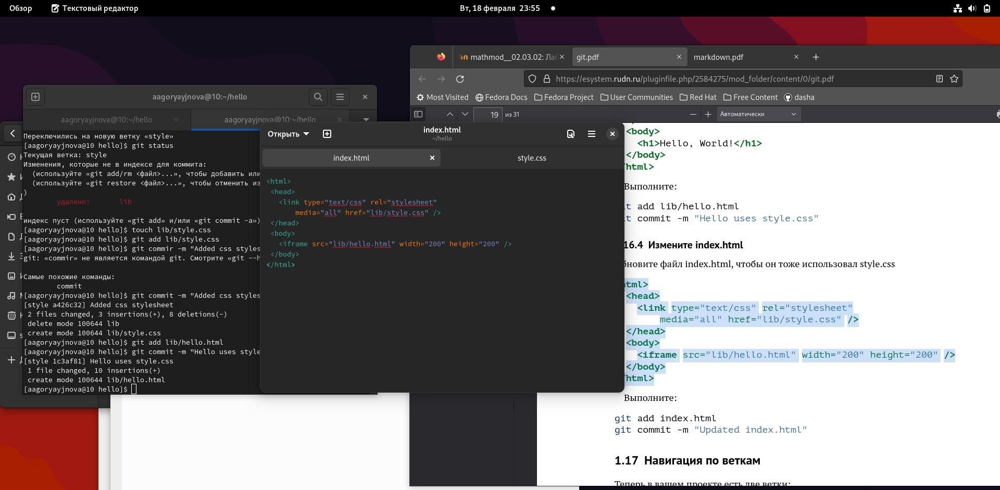 Обзор
Текстовый редактор
Вт, 18 февраля 23:55
aagoryayjnova@10:~/hello
aagoryayjnova@10:~/hello
aagoryayjnova@10:~/hello
Переключились на новую ветку «style»
[aagoryayjnova@10 hello]$ git status
Текущая ветка: style
Изменения, которые не в индексе для коммита:
(используйте «git add/rm <файл>...», чтобы добавить или
(используйте «git restore <файл>...», чтобы отменить из
)
удалено: lib
индекс пуст (используйте «git add» и/или «git commit -a»)
[aagoryayjnova@10 hello]$ touch lib/style.css
[aagoryayjnova@10 hello]$ git add lib/style.css
[aagoryayjnova@10 hello]$ git commir -m "Added css styles
git: «commir» не является командой git. Смотрите «git --h
Самые похожие команды:
commit
[aagoryayjnova@10 hello]$ git commit -m "Added css styles
[style a426c32] Added css stylesheet
2 files changed, 3 insertions(+), 8 deletions(-)
delete mode 100644 lib
create mode 100644 lib/style.css
[aagoryayjnova@10 hello]$ git add lib/hello.html
[aagoryayjnova@10 hello]$ git commit -m "Hello uses style
[style 1c3af81] Hello uses style.css
1 file changed, 10 insertions(+)
create mode 100644 lib/hello.html
[aagoryayjnova@10 hello]$
Открыть
index.html
~/hello
index.html
style.css
<html>
<head>
<link type="text/css" rel="stylesheet"
media="all" href="lib/style.css" />
</head>
<body>
<iframe src="lib/hello.html" width="200" height="200" />
</body>
</html>
mathmod__02.03.02: Лаб
git.pdf
markdown.pdf
https://esystem.rudn.ru/pluginfile.php/2584275/mod_folder/content/0/git.pdf
Most Visited
Fedora Docs
Fedora Project
User Communities
Red Hat
Free Content
dasha
19 из 31
Автоматически
<body>
<h1>Hello, World!</h1>
</body>
html>
Выполните:
it add lib/hello.html
it commit -m "Hello uses style.css"
16.4 Измените index.html
бновите файл index.html, чтобы он тоже использовал style.css
html>
<head>
<link type="text/css" rel="stylesheet"
media="all" href="lib/style.css" />
</head>
<body>
<iframe src="lib/hello.html" width="200" height="200" />
</body>
html>
Выполните:
git add index.html
git commit -m "Updated index.html"
1.17 Навигация по веткам
Теперь в вашем проекте есть две ветки: